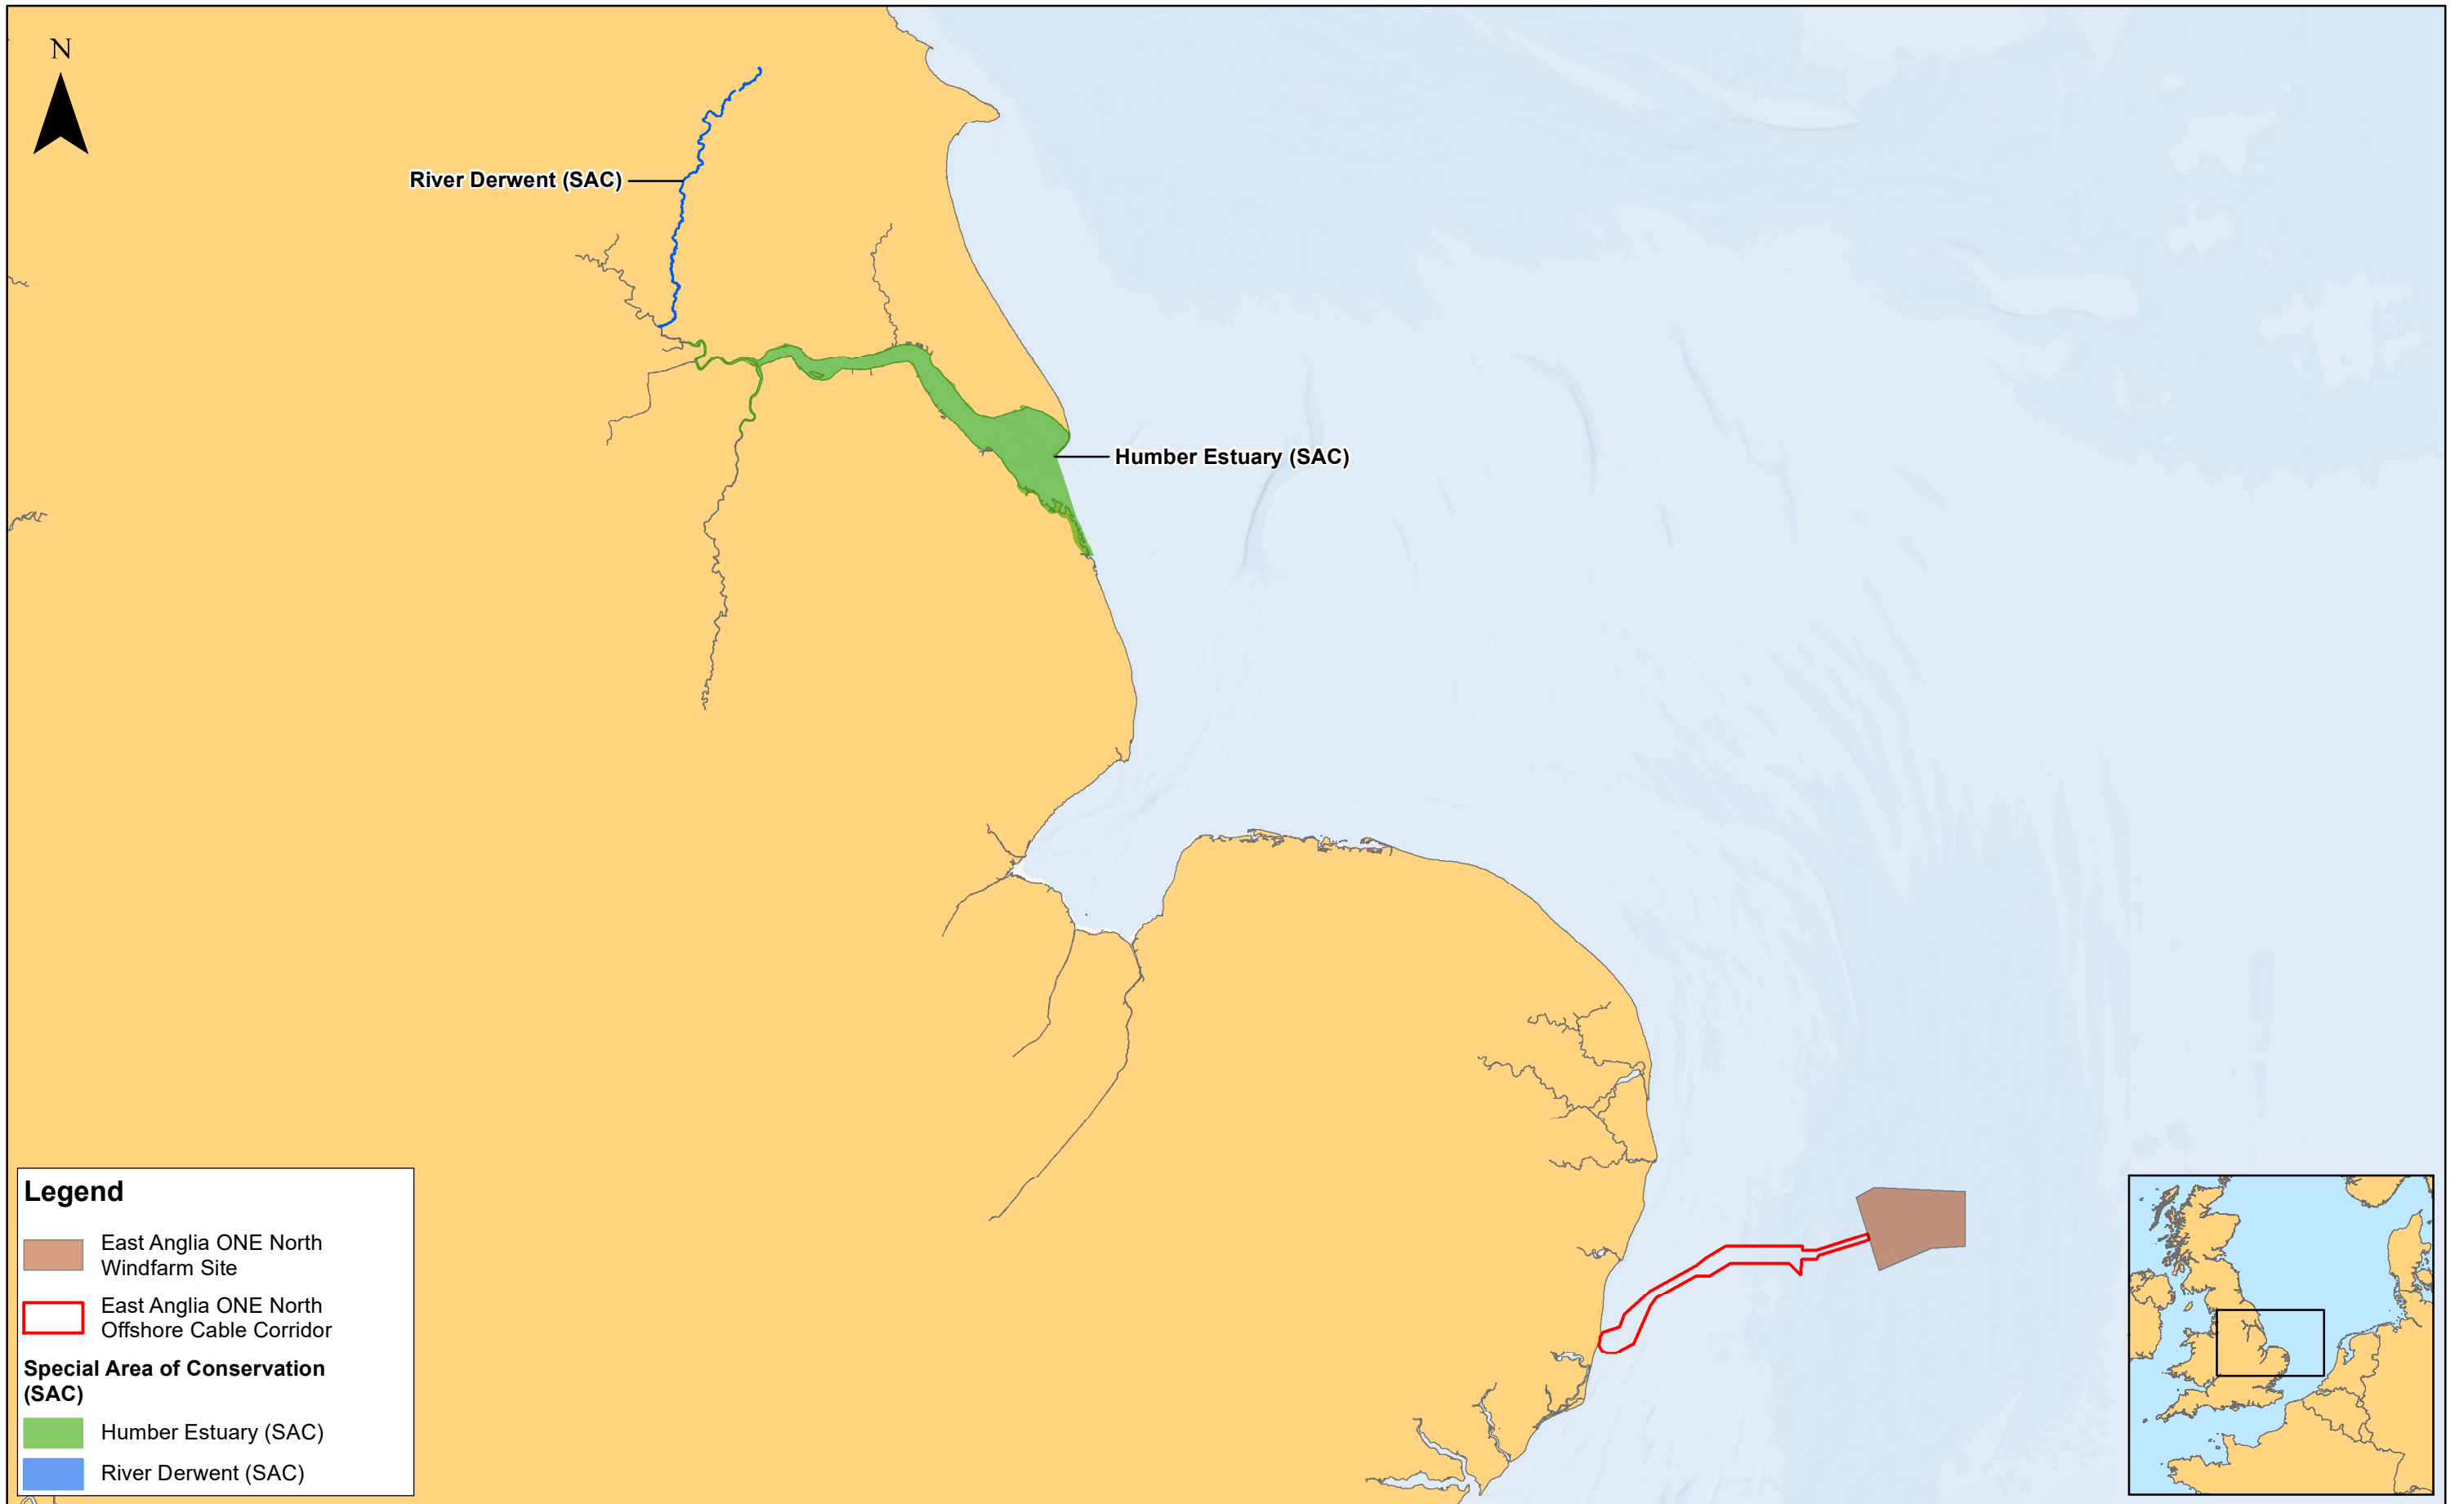 N
River Derwent (SAC)
Humber Estuary (SAC)
Legend
East Anglia ONE North
Windfarm Site
East Anglia ONE North
Offshore Cable Corridor
Special Area of Conservation
(SAC)
Humber Estuary (SAC)
River Derwent (SAC)